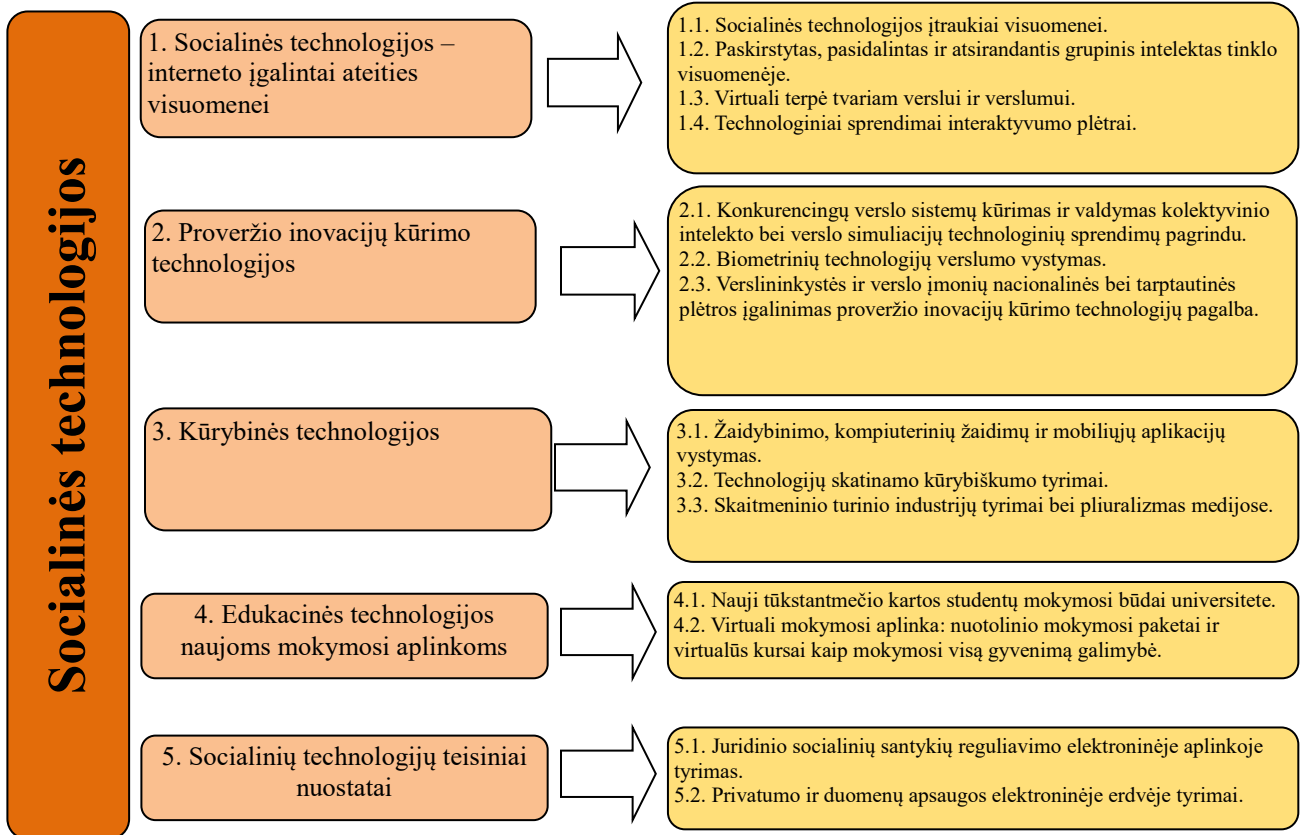 Socialinės technologijos
1. Socialinės technologijos –
interneto įgalintai ateities
visuomenei
1.1. Socialinės technologijos įtraukiai visuomenei.
1.2. Paskirstytas, pasidalintas ir atsirandantis grupinis intelektas tinklo
visuomenėje.
1.3. Virtuali terpė tvariam verslui ir verslumui.
1.4. Technologiniai sprendimai interaktyvumo plėtrai.
2. Proveržio inovacijų kūrimo
technologijos
2.1. Konkurencingų verslo sistemų kūrimas ir valdymas kolektyvinio
intelekto bei verslo simuliacijų technologinių sprendimų pagrindu.
2.2. Biometrinių technologijų verslumo vystymas.
2.3. Verslininkystės ir verslo įmonių nacionalinės bei tarptautinės
plėtros įgalinimas proveržio inovacijų kūrimo technologijų pagalba.
3. Kūrybinės technologijos
3.1. Žaidybinimo, kompiuterinių žaidimų ir mobiliųjų aplikacijų
vystymas.
3.2. Technologijų skatinamo kūrybiškumo tyrimai.
3.3. Skaitmeninio turinio industrijų tyrimai bei pliuralizmas medijose.
4. Edukacinės technologijos
naujoms mokymosi aplinkoms
4.1. Nauji tūkstantmečio kartos studentų mokymosi būdai universitete.
4.2. Virtuali mokymosi aplinka: nuotolinio mokymosi paketai ir
virtualūs kursai kaip mokymosi visą gyvenimą galimybė.
5. Socialinių technologijų teisiniai
nuostatai
5.1. Juridinio socialinių santykių reguliavimo elektroninėje aplinkoje
tyrimas.
5.2. Privatumo ir duomenų apsaugos elektroninėje erdvėje tyrimai.